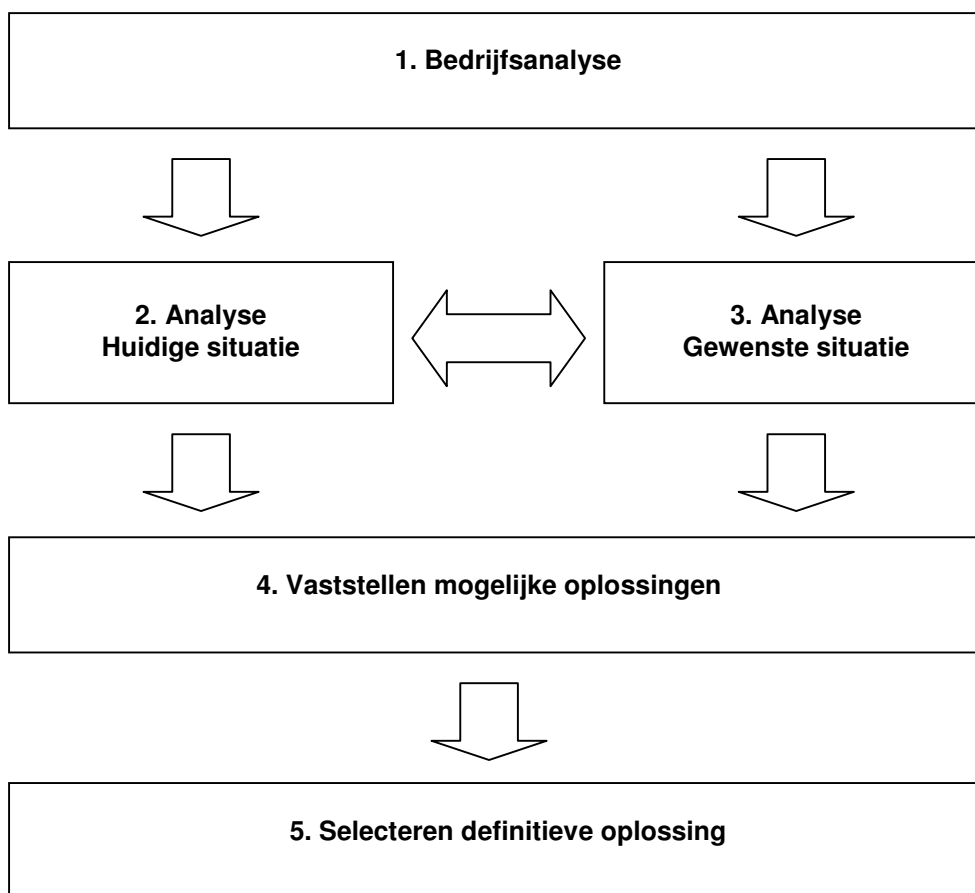 1. Bedrijfsanalyse
2. Analyse
Huidige situatie
3. Analyse
Gewenste situatie
4. Vaststellen mogelijke oplossingen
5. Selecteren definitieve oplossing